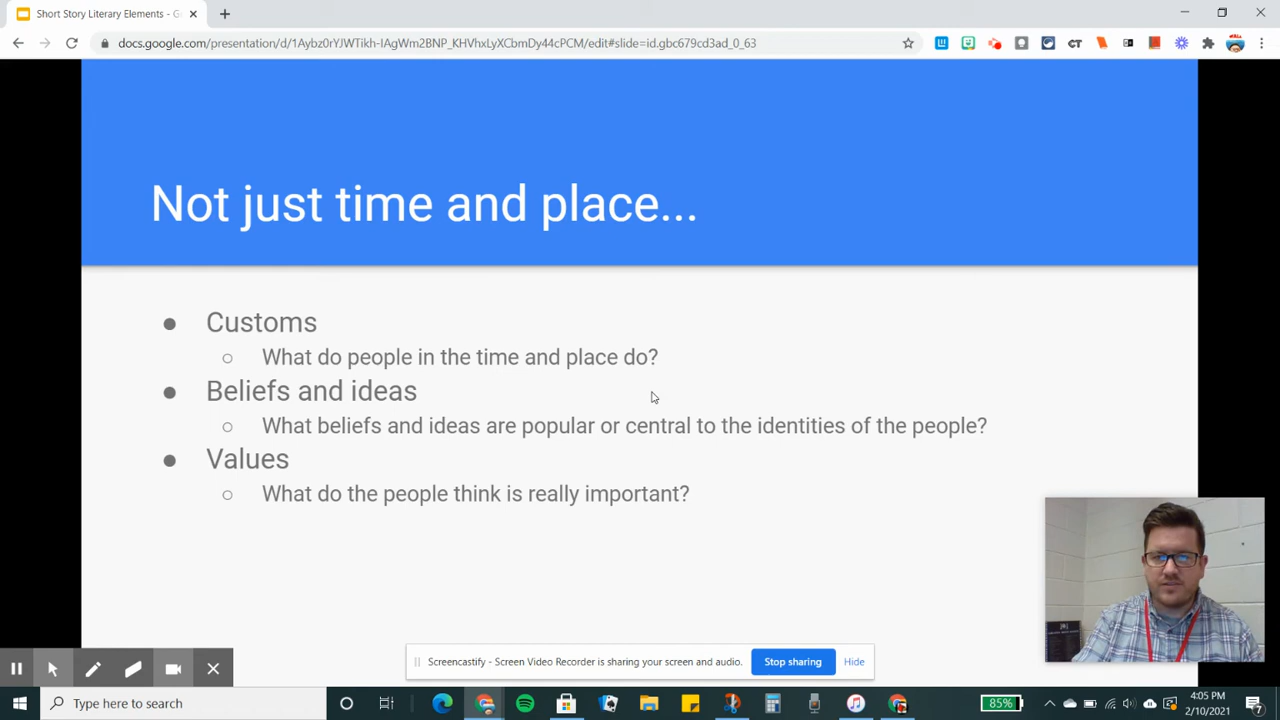 Short Story Literary Elements - G
docs.google.com/presentation/d/1Aybz0rYJWTikh-IAgWm2BNP_KHVhvLyXCbmDy44cPCM/edit#slide=id.gbc679cd3ad_0_63
Not just time and place...
Customs
What do people in the time and place do?
Beliefs and ideas
What beliefs and ideas are popular or central to the identities of the people?
Values
What do the people think is really important?
Screencastify - Screen Video Recorder is sharing your screen and audio.
Stop sharing
Hide
Type here to search
85%
4:05 PM
2/10/2021
7